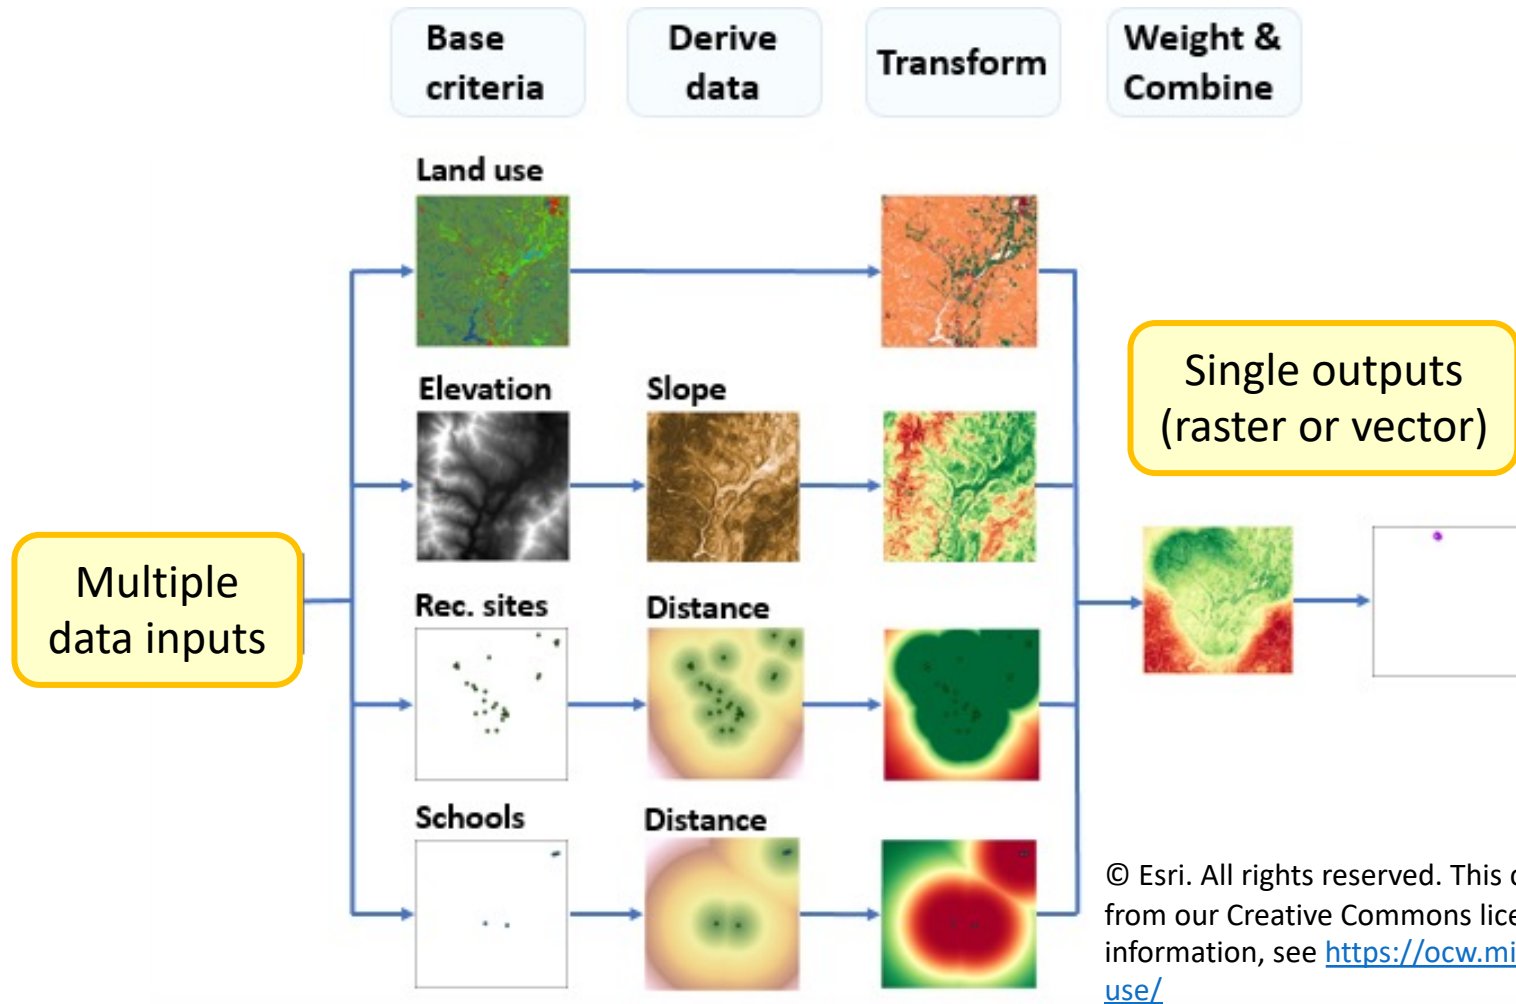 Base criteria
Derive data
Transform
Weight & Combine
Land use
Elevation
Slope
Single outputs
(raster or vector)
Multiple
data inputs
Rec. sites
Distance
Schools
Distance
© Esri. All rights reserved. This
from our Creative Commons
information, see https://ocw.mi
use/